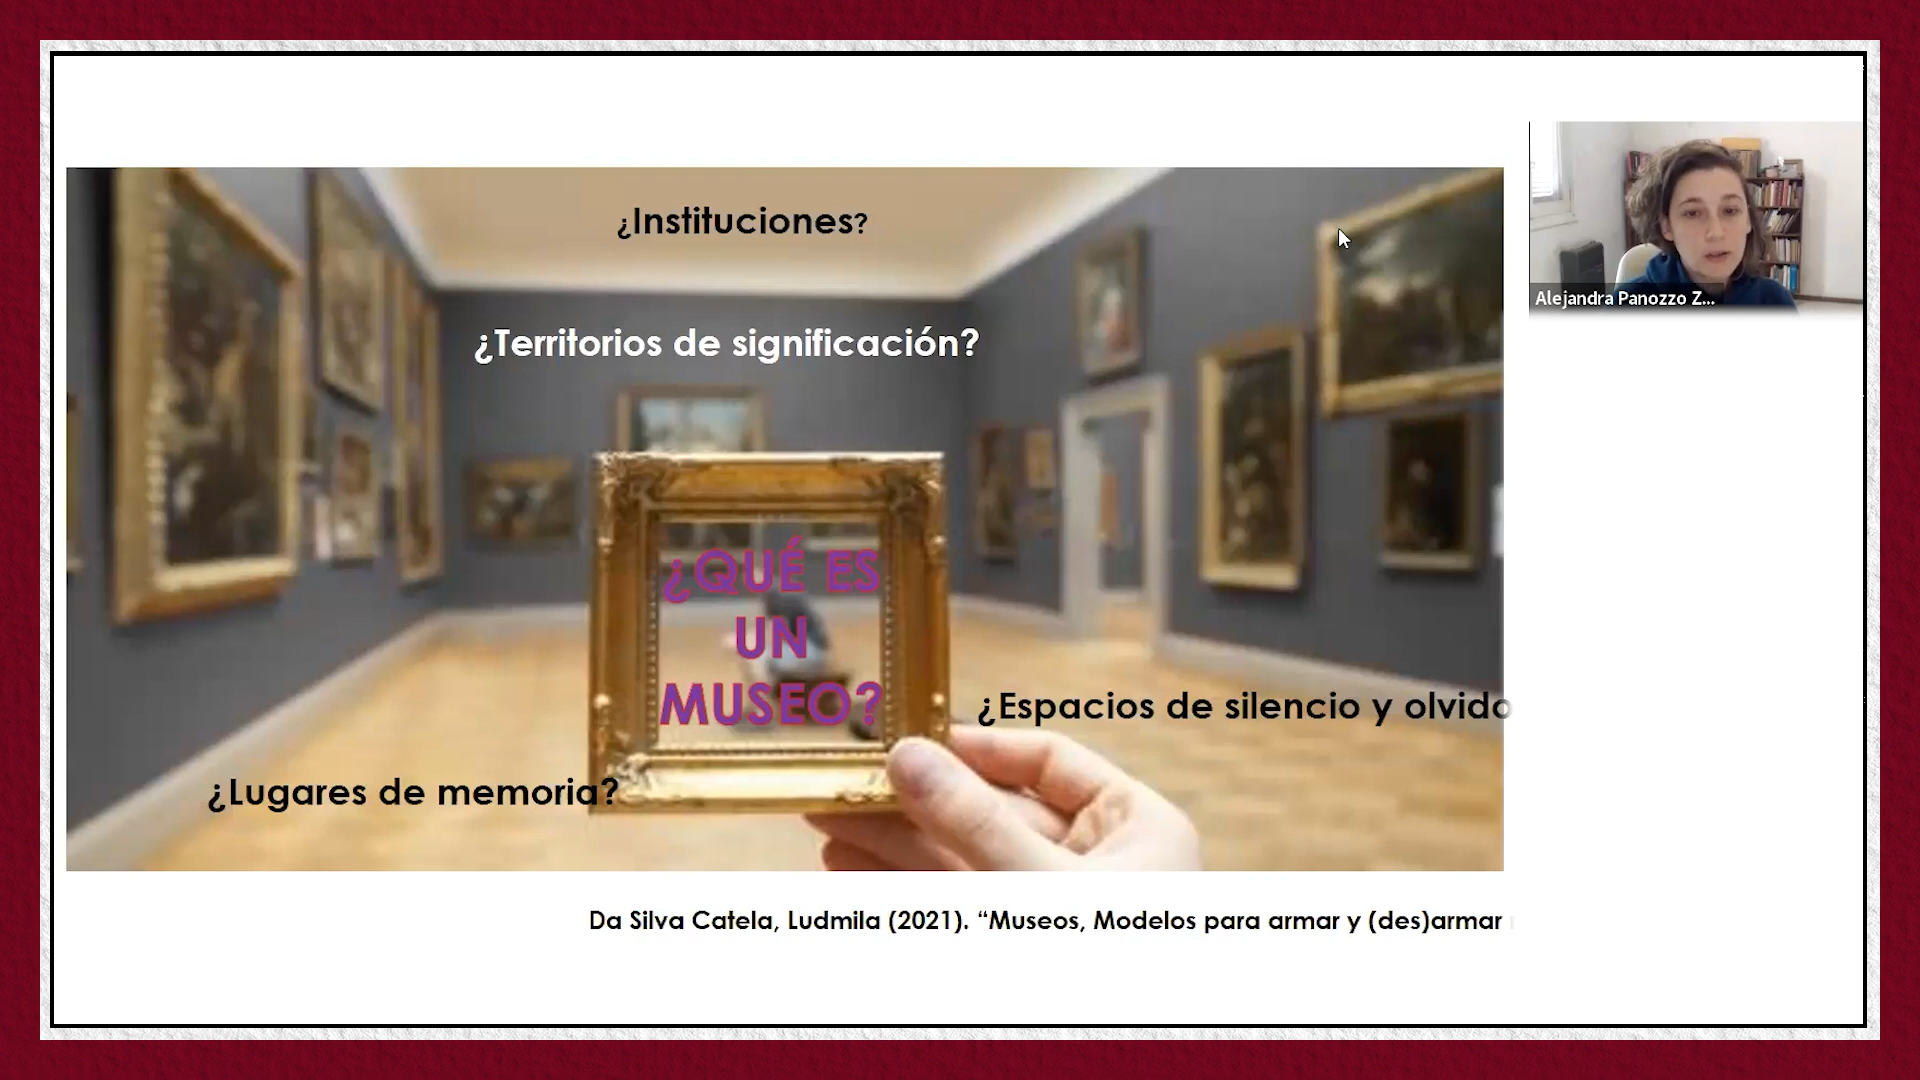 ¿Instituciones?
¿Territorios de significación?
¿QUÉ ES
UN
MUSEO?
¿Espacios de silencio y olvido
¿Lugares de memoria?
Da Silva Catela, Ludmila (2021). “Museos, Modelos para armar y (des)armar
Alejandra Panozzo Z...